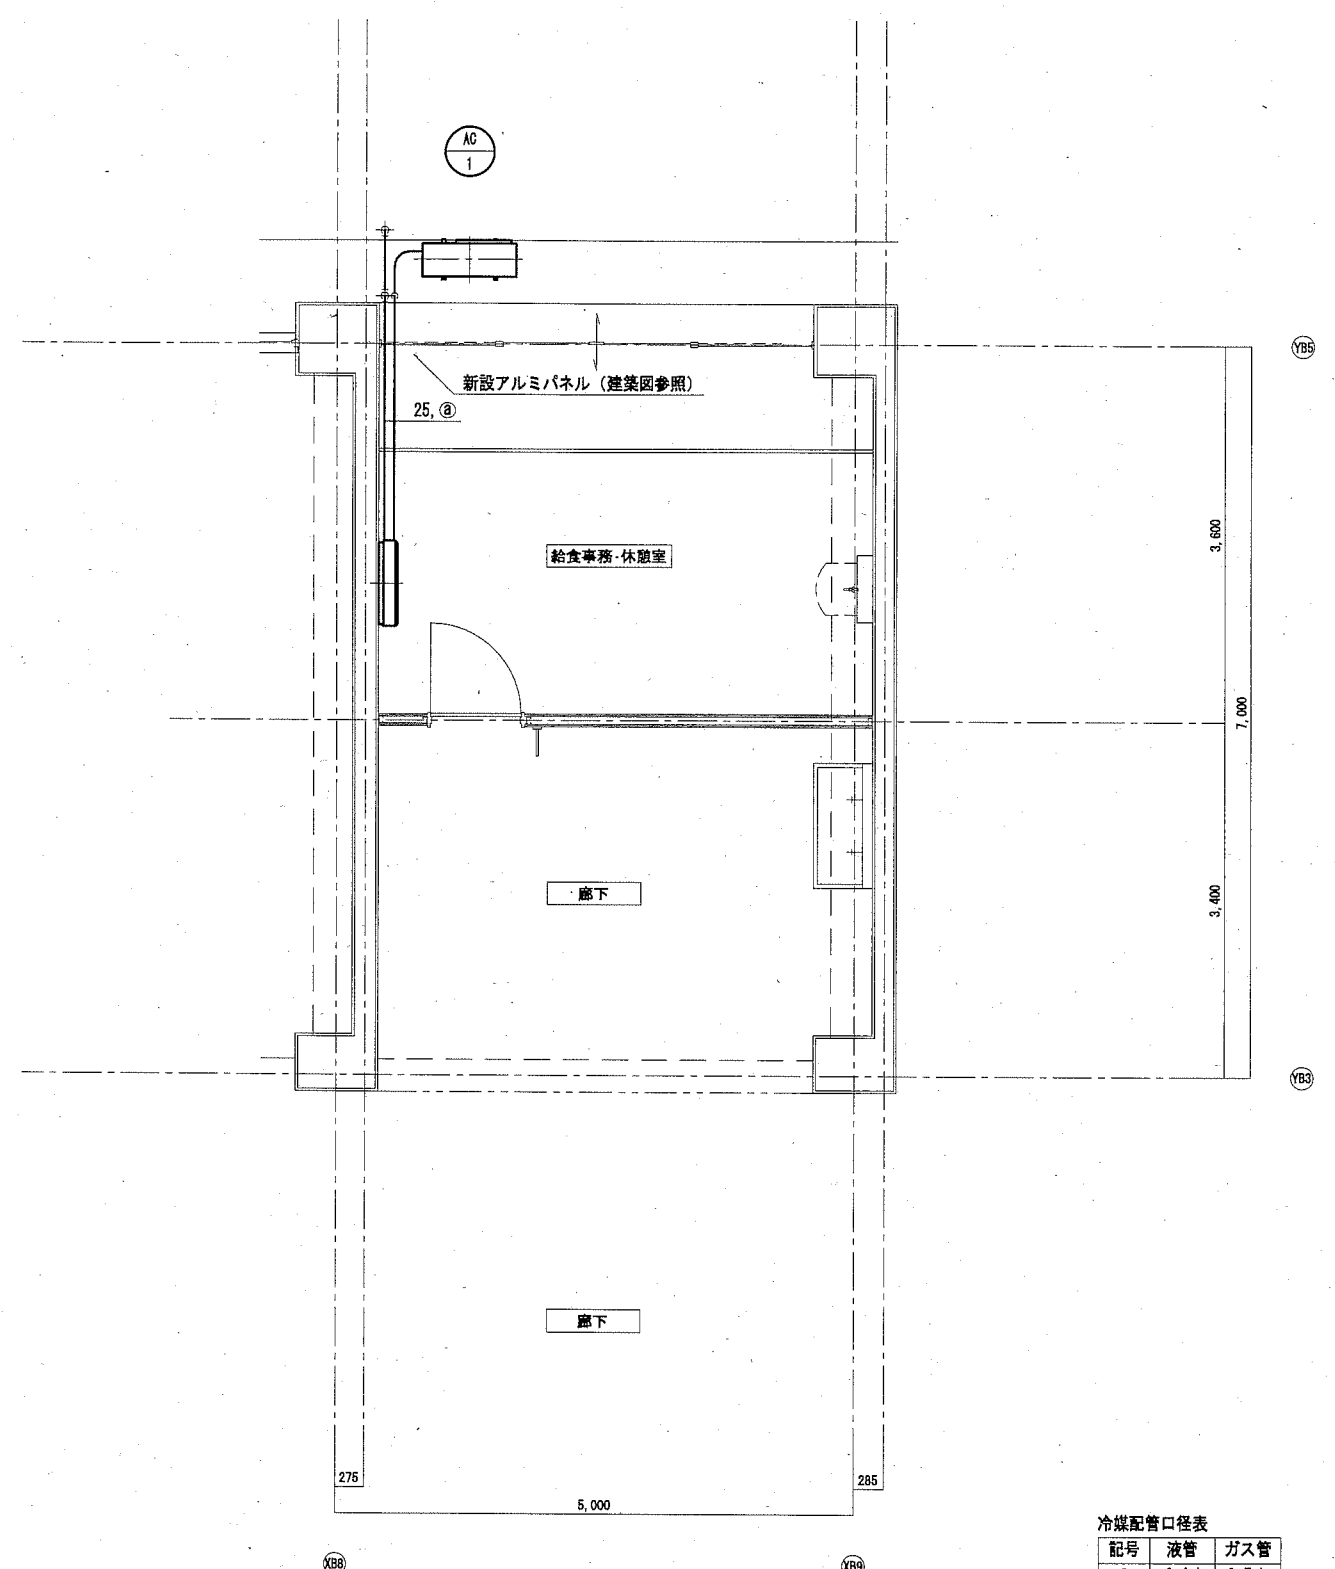 AC
1
YB5
新設アルミパネル（建築図参照）
25, ⓐ
3,600
給食事務・休憩室
7,000
3,400
廊下
YB3
廊下
275
285
5,000
冷媒配管口径表
XB8
XB9
記号 液管 ガス管